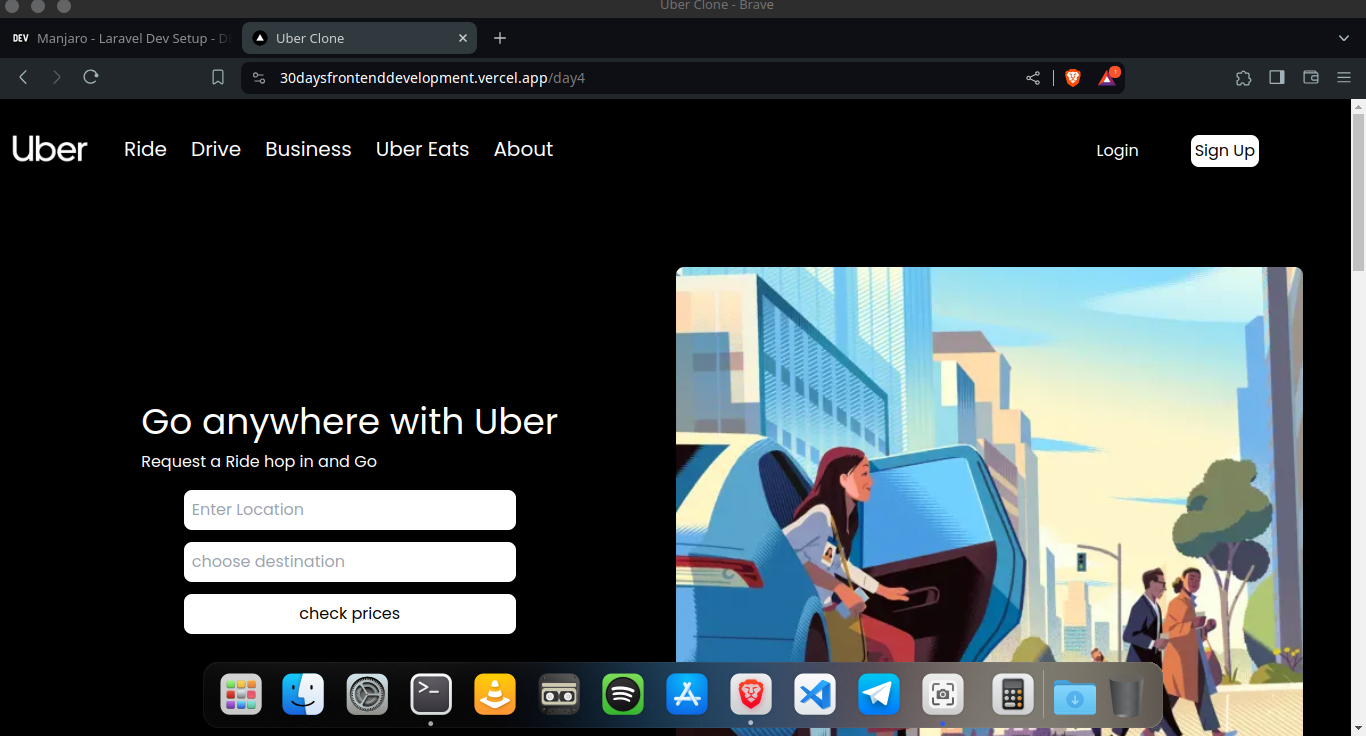 Uber Clone - Brave
DEV Manjaro - Laravel Dev Setup - D
Uber Clone
30daysfrontenddevelopment.vercel.app/day4
1
Uber Ride Drive Business Uber Eats About Login Sign Up
Go anywhere with Uber
Request a Ride hop in and Go
Enter Location
choose destination
check prices